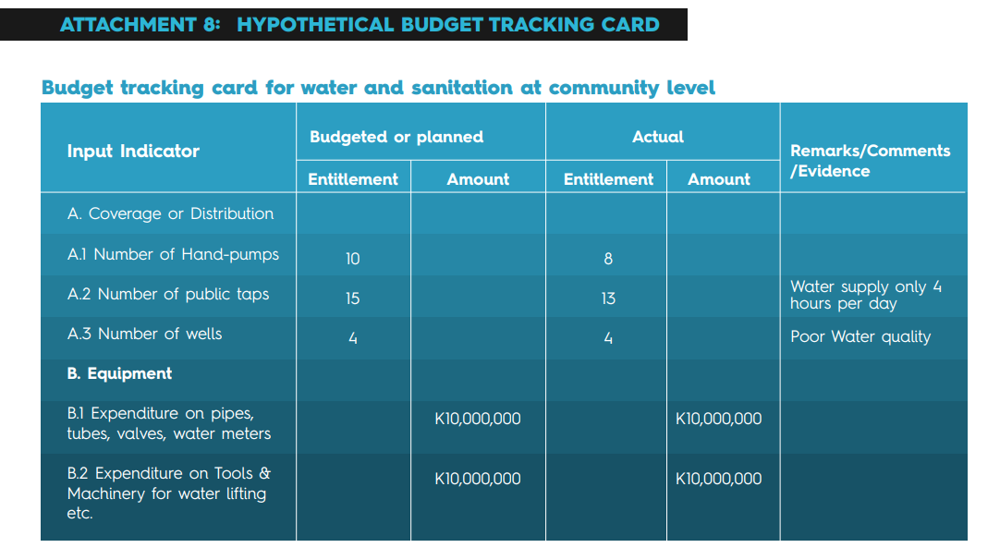 ATTACHMENT 8: HYPOTHETICAL BUDGET TRACKING CARD
Budget tracking card for water and sanitation at community level
Input Indicator
Budgeted or planned
Actual
Remarks/Comments
/Evidence
Entitlement
Amount
Entitlement
Amount
A. Coverage or Distribution
A.1 Number of Hand-pumps
10
8
A.2 Number of public taps
15
13
Water supply only 4
hours per day
A.3 Number of wells
4
4
Poor Water quality
B. Equipment
B.1 Expenditure on pipes,
tubes, valves, water meters
K10,000,000
K10,000,000
B.2 Expenditure on Tools &
Machinery for water lifting
etc.
K10,000,000
K10,000,000